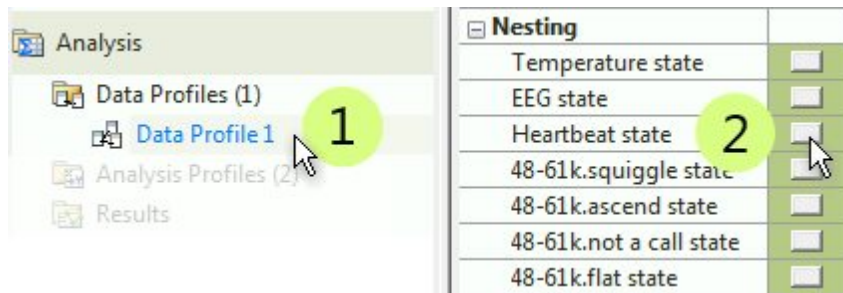 Analysis
Data Profiles (1)
Data Profile 1
1
Analysis Profiles (2)
Results
Nesting
Temperature state
EEG state
Heartbeat state
2
48-61k.squiggle state
48-61k.ascend state
48-61k.not a call state
48-61k.flat state